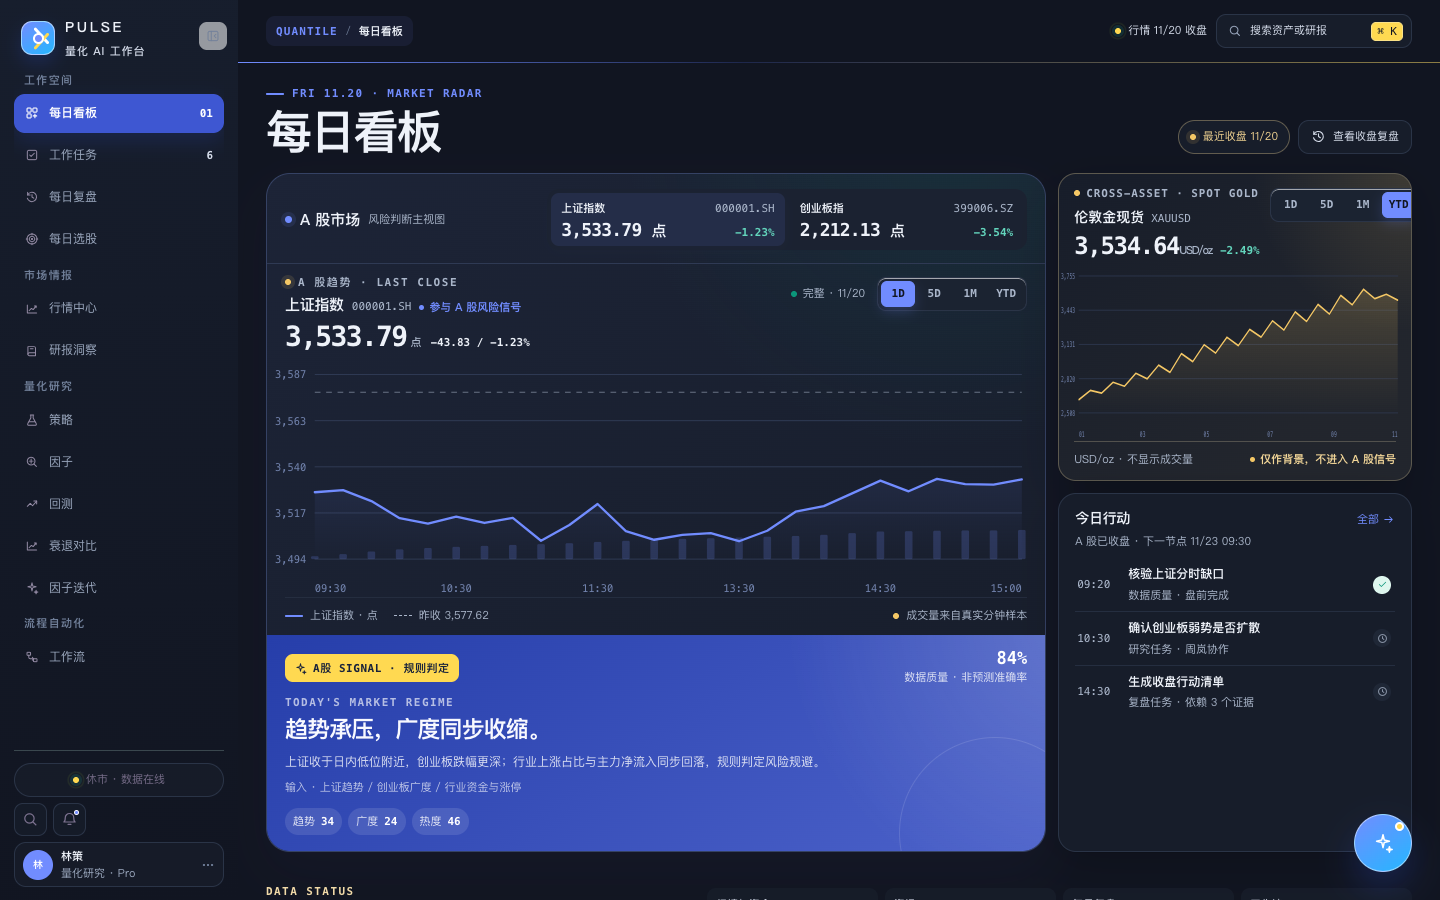 PULSE
量化 AI 工作台
工作空间
每日看板 01
工作任务 6
每日复盘
每日选股
市场情报
行情中心
研报洞察
量化研究
策略
因子
回测
衰退对比
因子迭代
流程自动化
工作流
休市 · 数据在线
林
林策
量化研究 · Pro
QUANTILE / 每日看板
行情 11/20 收盘
搜索资产或研报
⌘ K
FRI 11.20 · MARKET RADAR
每日看板
最近收盘 11/20
查看收盘复盘
A 股市场 风险判断主视图
上证指数 000001.SH
3,533.79 点 −1.23%
创业板指 399006.SZ
2,212.13 点 −3.54%
A 股趋势 · LAST CLOSE
上证指数 000001.SH 参与 A 股风险信号
3,533.79 点 −43.83 / −1.23%
完整 · 11/20
1D 5D 1M YTD
3,587
3,563
3,540
3,517
3,494
09:30 10:30 11:30 13:30 14:30 15:00
上证指数 · 点 昨收 3,577.62
成交量来自真实分钟样本
A股 SIGNAL · 规则判定
84%
数据质量 · 非预测准确率
TODAY'S MARKET REGIME
趋势承压，广度同步收缩。
上证收于日内低位附近，创业板跌幅更深；行业上涨占比与主力净流入同步回落，规则判定风险规避。
输入 · 上证趋势 / 创业板广度 / 行业资金与涨停
趋势 34
广度 24
热度 46
CROSS-ASSET · SPOT GOLD
伦敦金现货 XAUUSD
3,534.64 USD/oz −2.49%
1D 5D 1M YTD
3,755
3,443
3,131
2,820
2,508
01 03 05 07 09 11
USD/oz · 不显示成交量
仅作背景，不进入 A 股信号
今日行动
全部 →
A 股已收盘 · 下一节点 11/23 09:30
09:20
核验上证分时缺口
数据质量 · 盘前完成
10:30
确认创业板弱势是否扩散
研究任务 · 周岚协作
14:30
生成收盘行动清单
复盘任务 · 依赖 3 个证据
DATA STATUS